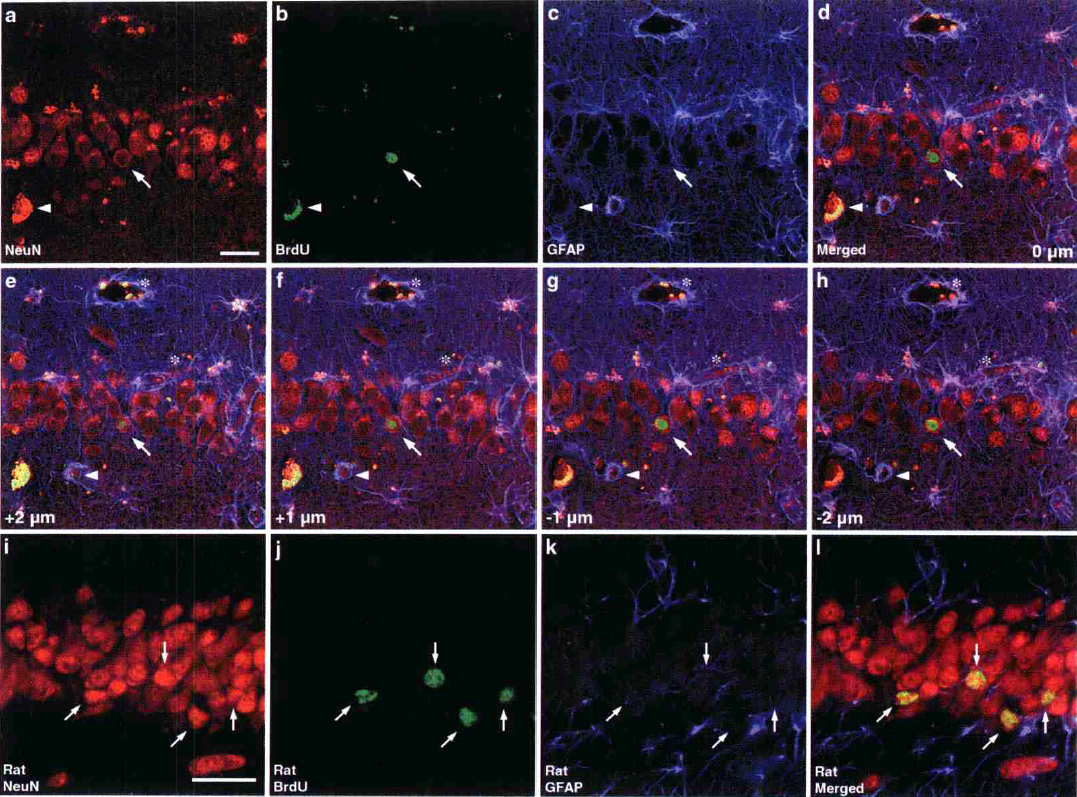 a
NeuN
b
BrdU
c
GFAP
d
Merged
0 µm
e
*
*
+2 µm
f
*
*
+1 µm
g
*
*
-1 µm
h
*
*
-2 µm
i
Rat
NeuN
j
Rat
BrdU
k
Rat
GFAP
l
Rat
Merged